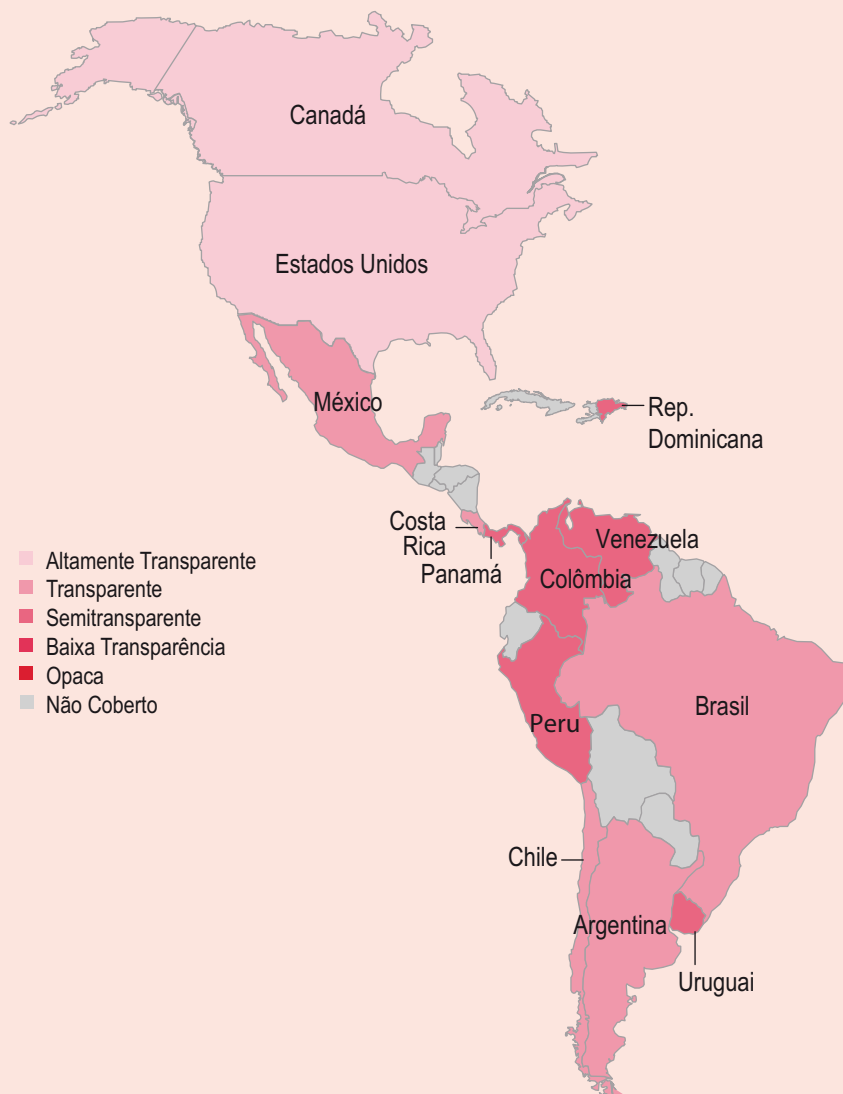 Canadá
Estados Unidos
México
Rep.
Dominicana
Costa
Rica
Panamá
Venezuela
Colômbia
Altamente Transparente
Transparente
Semitransparente
Baixa Transparência
Opaca
Não Coberto
Peru
Brasil
Chile
Argentina
Uruguai